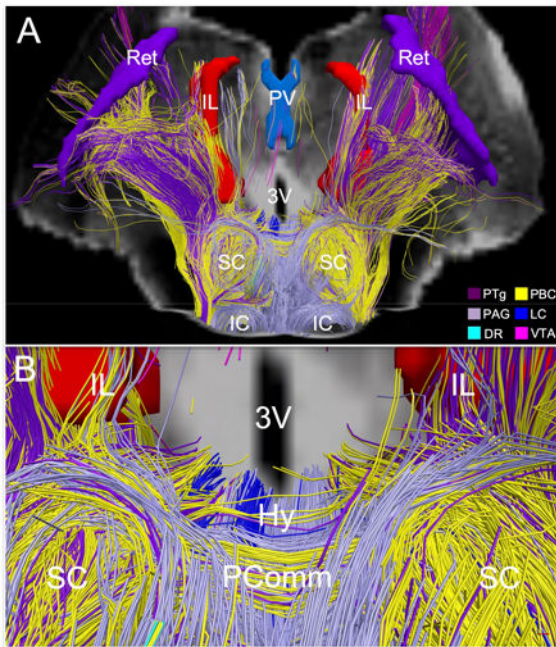 A
Ret
IL
PV
IL
Ret
3V
SC
SC
IC
IC
PTg
PBC
PAG
LC
DR
VTA
B
IL
3V
IL
Hy
PComm
SC
SC